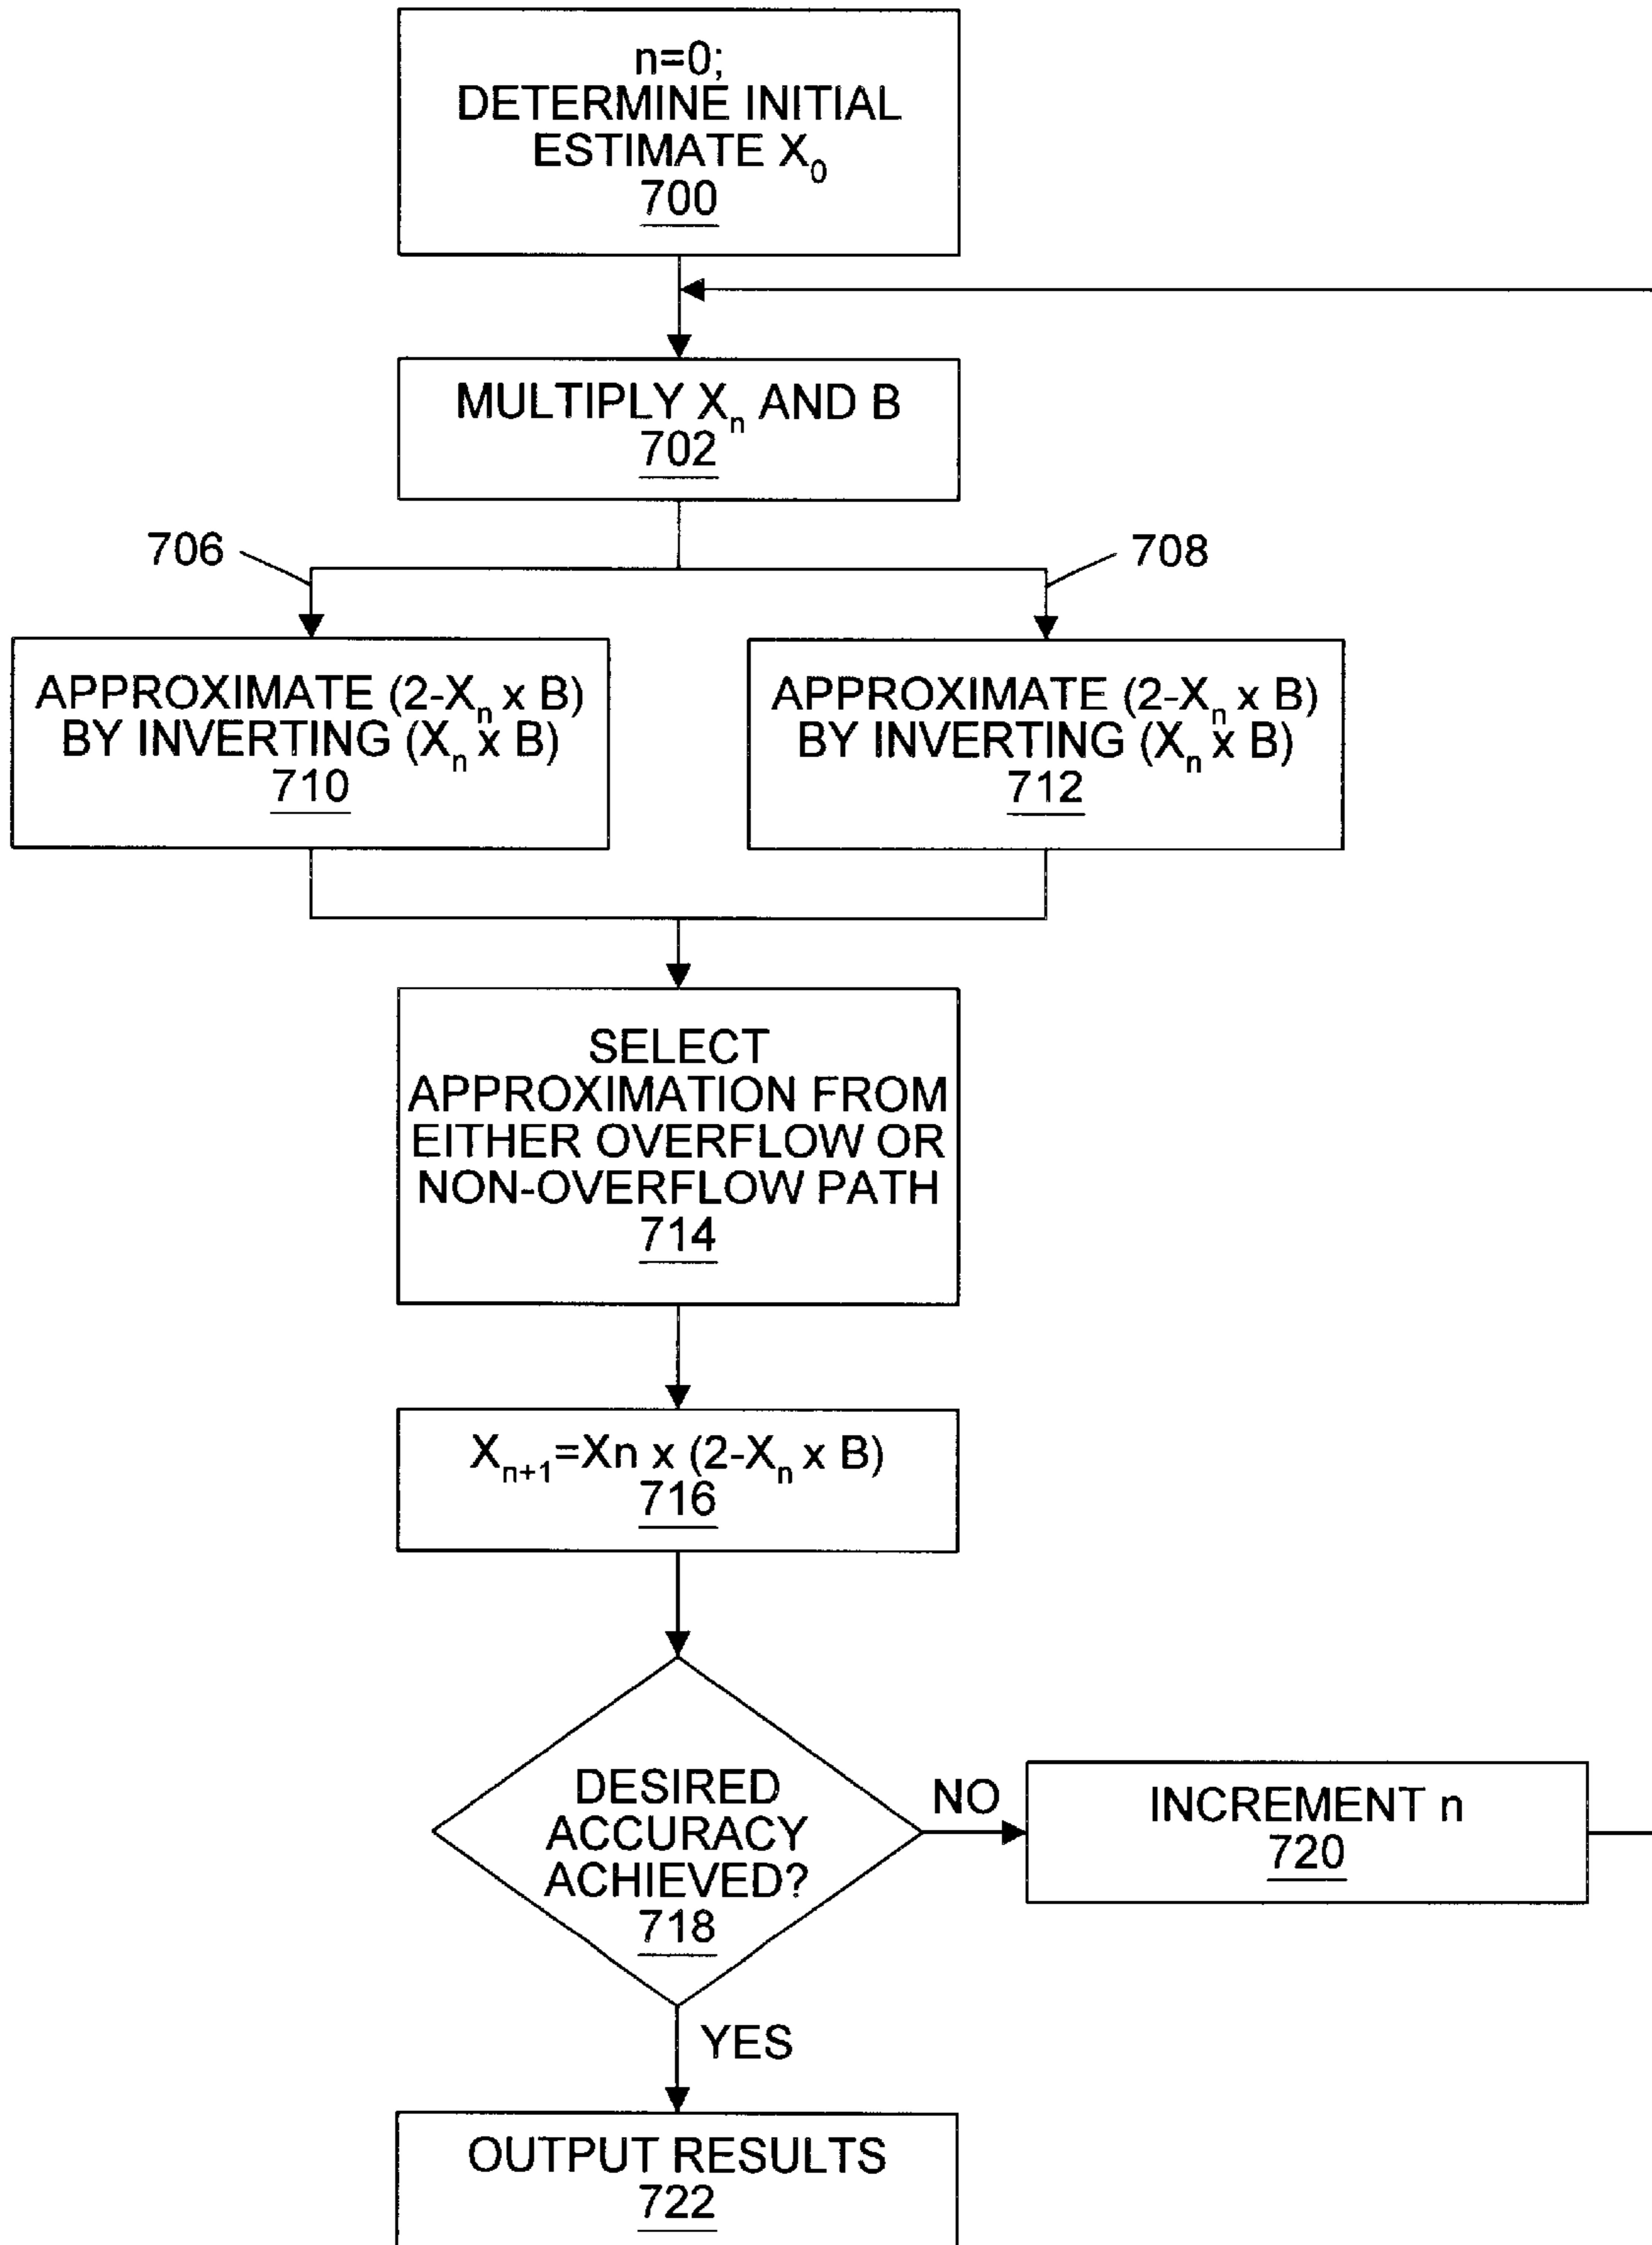 n=0;
DETERMINE INITIAL
ESTIMATE X₀
700
MULTIPLY Xₙ AND B
702
706
708
APPROXIMATE (2-Xₙ x B)
BY INVERTING (Xₙ x B)
710
APPROXIMATE (2-Xₙ x B)
BY INVERTING (Xₙ x B)
712
SELECT
APPROXIMATION FROM
EITHER OVERFLOW OR
NON-OVERFLOW PATH
714
Xₙ₊₁=Xn x (2-Xₙ x B)
716
DESIRED
ACCURACY
ACHIEVED?
718
NO
INCREMENT n
720
YES
OUTPUT RESULTS
722